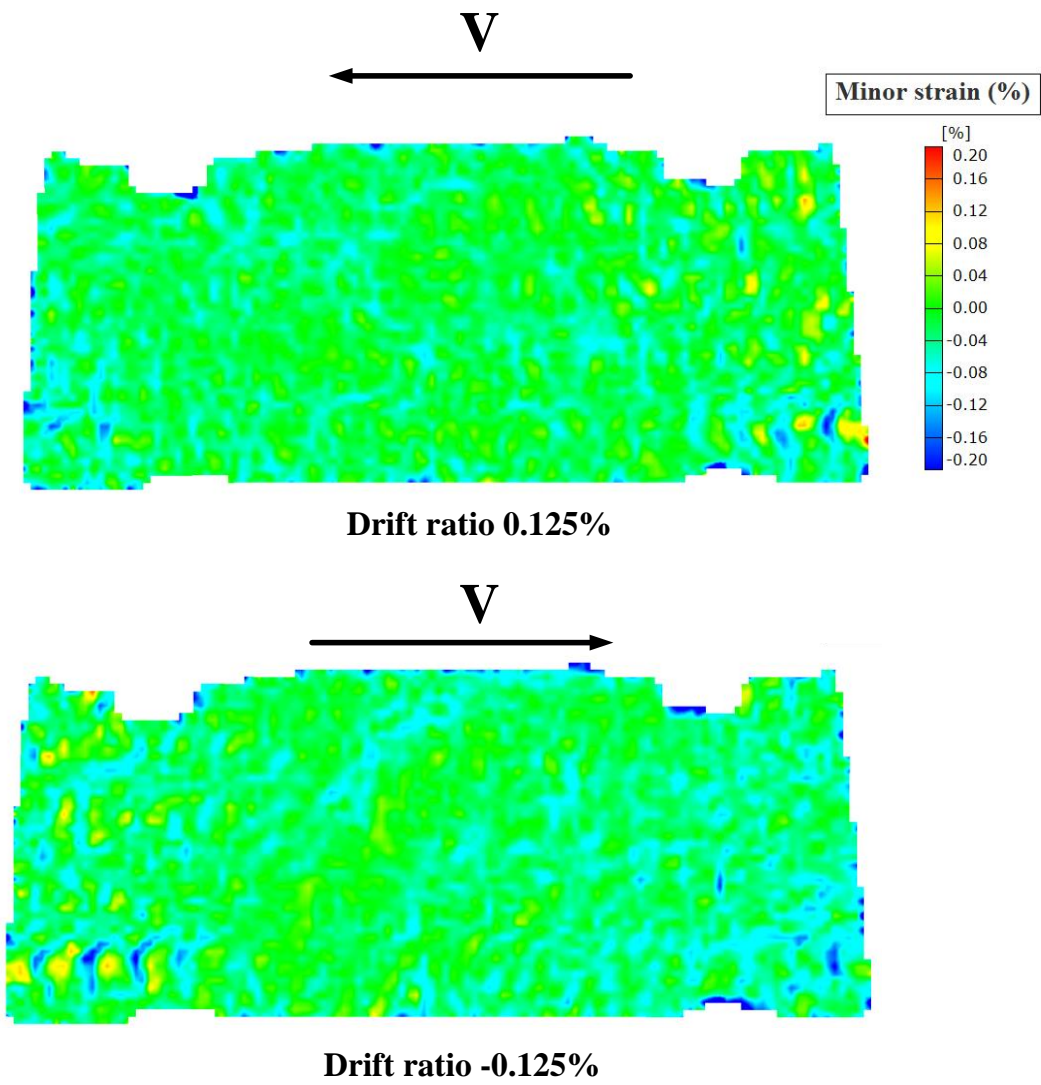 V
Minor strain (%)
[%]
0.20
0.16
0.12
0.08
0.04
0.00
-0.04
-0.08
-0.12
-0.16
-0.20
Drift ratio 0.125%
V
Drift ratio -0.125%